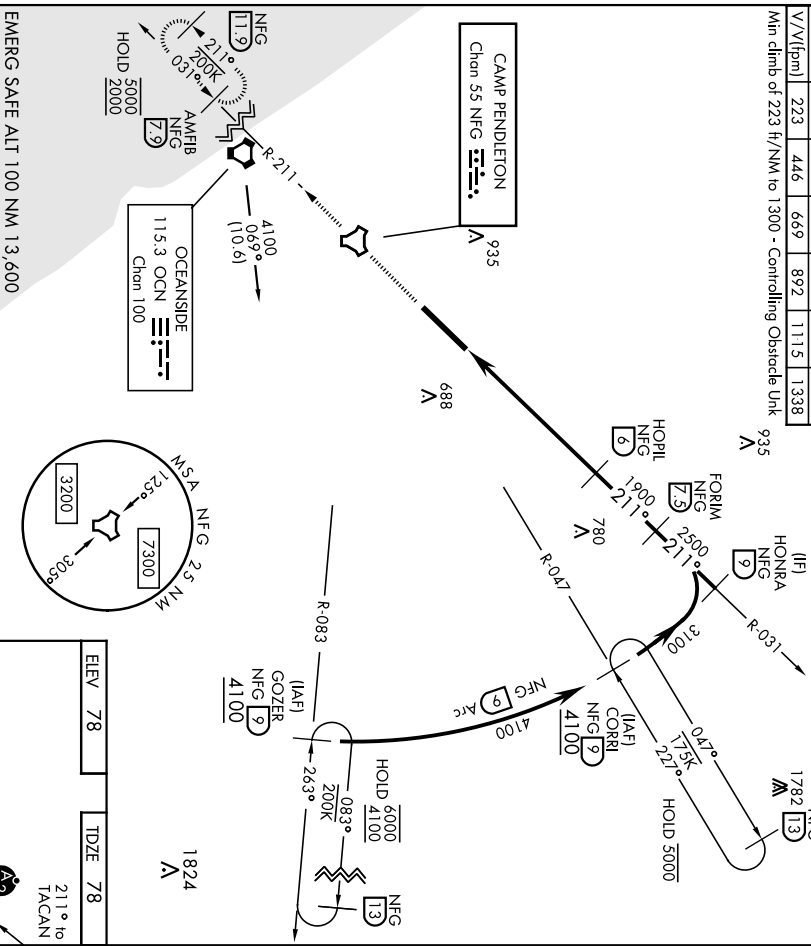 V/V(fpm) 223 446 669 892 1115 1338
Min climb of 223 ft/NM to 1300 - Controlling Obstacle Unk
EMERG SAFE ALT 100 NM 13,600
NFG
11.9
211°
200K
031°
HOLD 5000
2000
AMFIB
NFG
7.9
R-211
CAMP PENDLETON
Chan 55 NFG
935
4100
069°
(10.6)
OCEANSIDE
115.3 OCN
Chan 100
688
935
HOPIL
NFG
6
1900
211°
FORIM
NFG
7.5
2500
211°
780
(IF)
HONRA
NFG
9
R-031
3100
R-047
(IAF)
CORRI
NFG 9
4100
047°
175K
227°
HOLD 5000
1782
13
NFG
9
Arc
4100
R-083
(IAF)
GOZER
NFG 9
4100
HOLD 6000
4100
083°
200K
263°
NFG
13
1824
MSA NFG 25 NM
125°
3200
7300
305°
ELEV 78
TDZE 78
211° to
TACAN